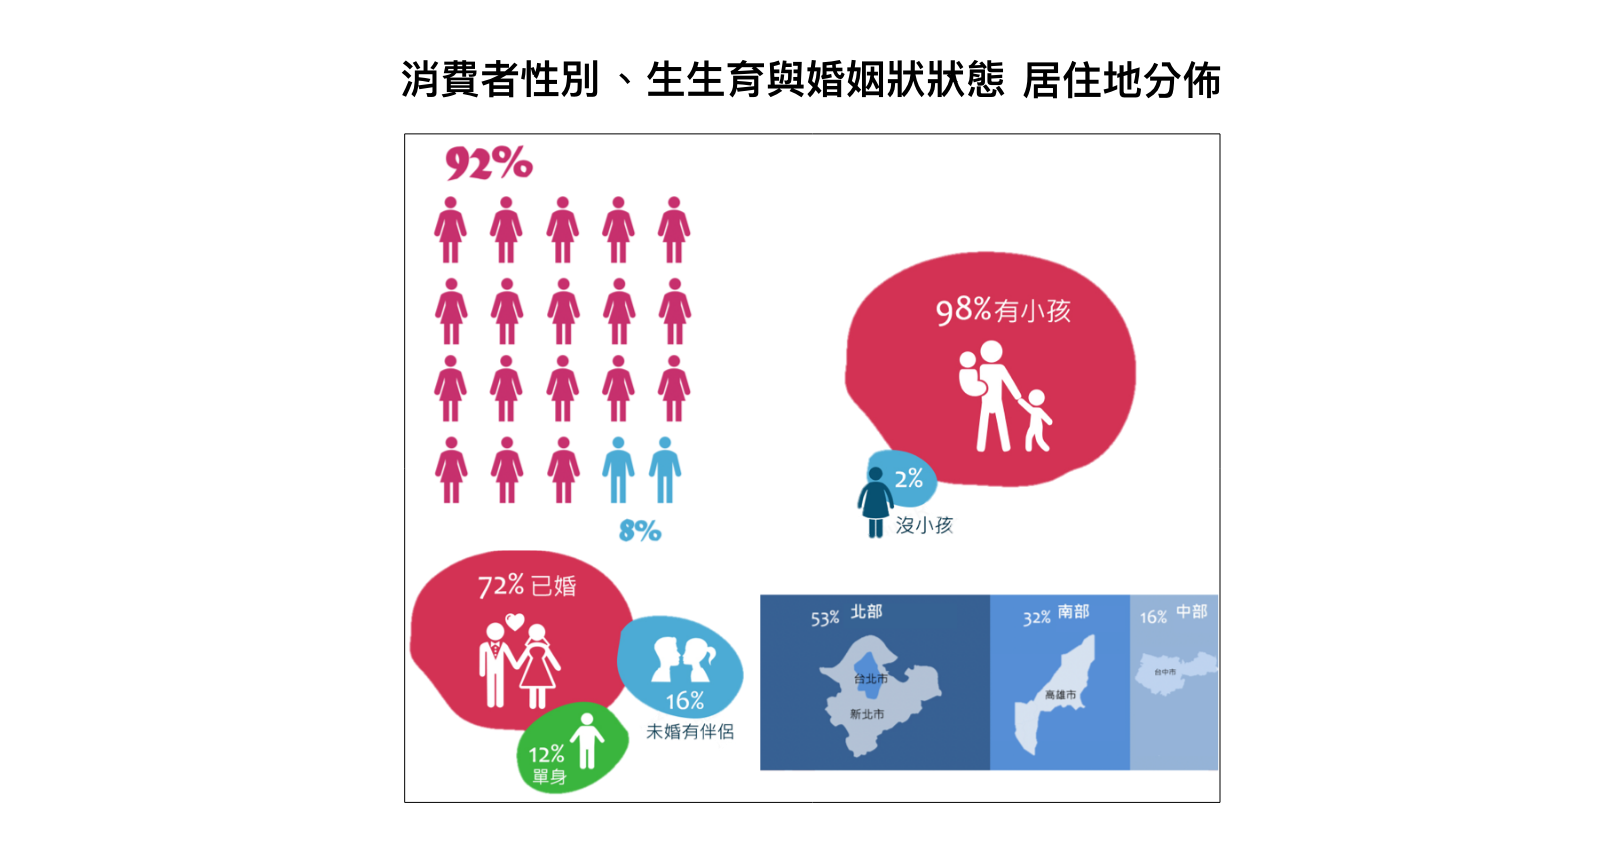 消費者性別、生生育與婚姻狀狀態 居住地分佈
92%
8%
98%有小孩
2%
沒小孩
72%已婚
16%
未婚有伴侶
12%
單身
53% 北部
台北市
新北市
32% 南部
高雄市
16% 中部
台中市